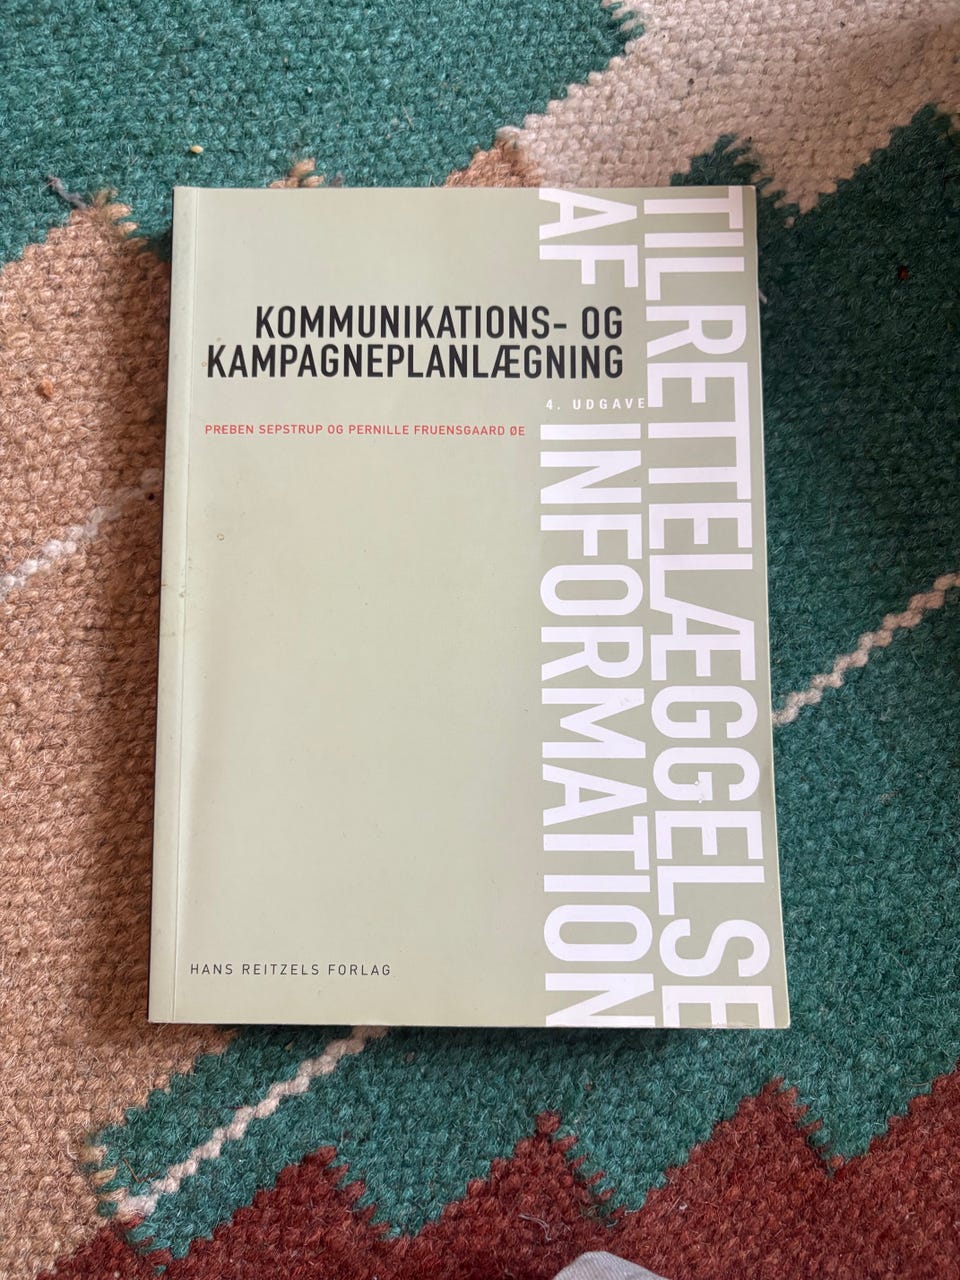 TILRETTELÆGGELSE
AF INFORMATION
KOMMUNIKATIONS- OG
KAMPAGNEPLANLÆGNING
4. UDGAVE
PREBEN SEPSTRUP OG PERNILLE FRUENSGAARD ØE
HANS REITZELS FORLAG